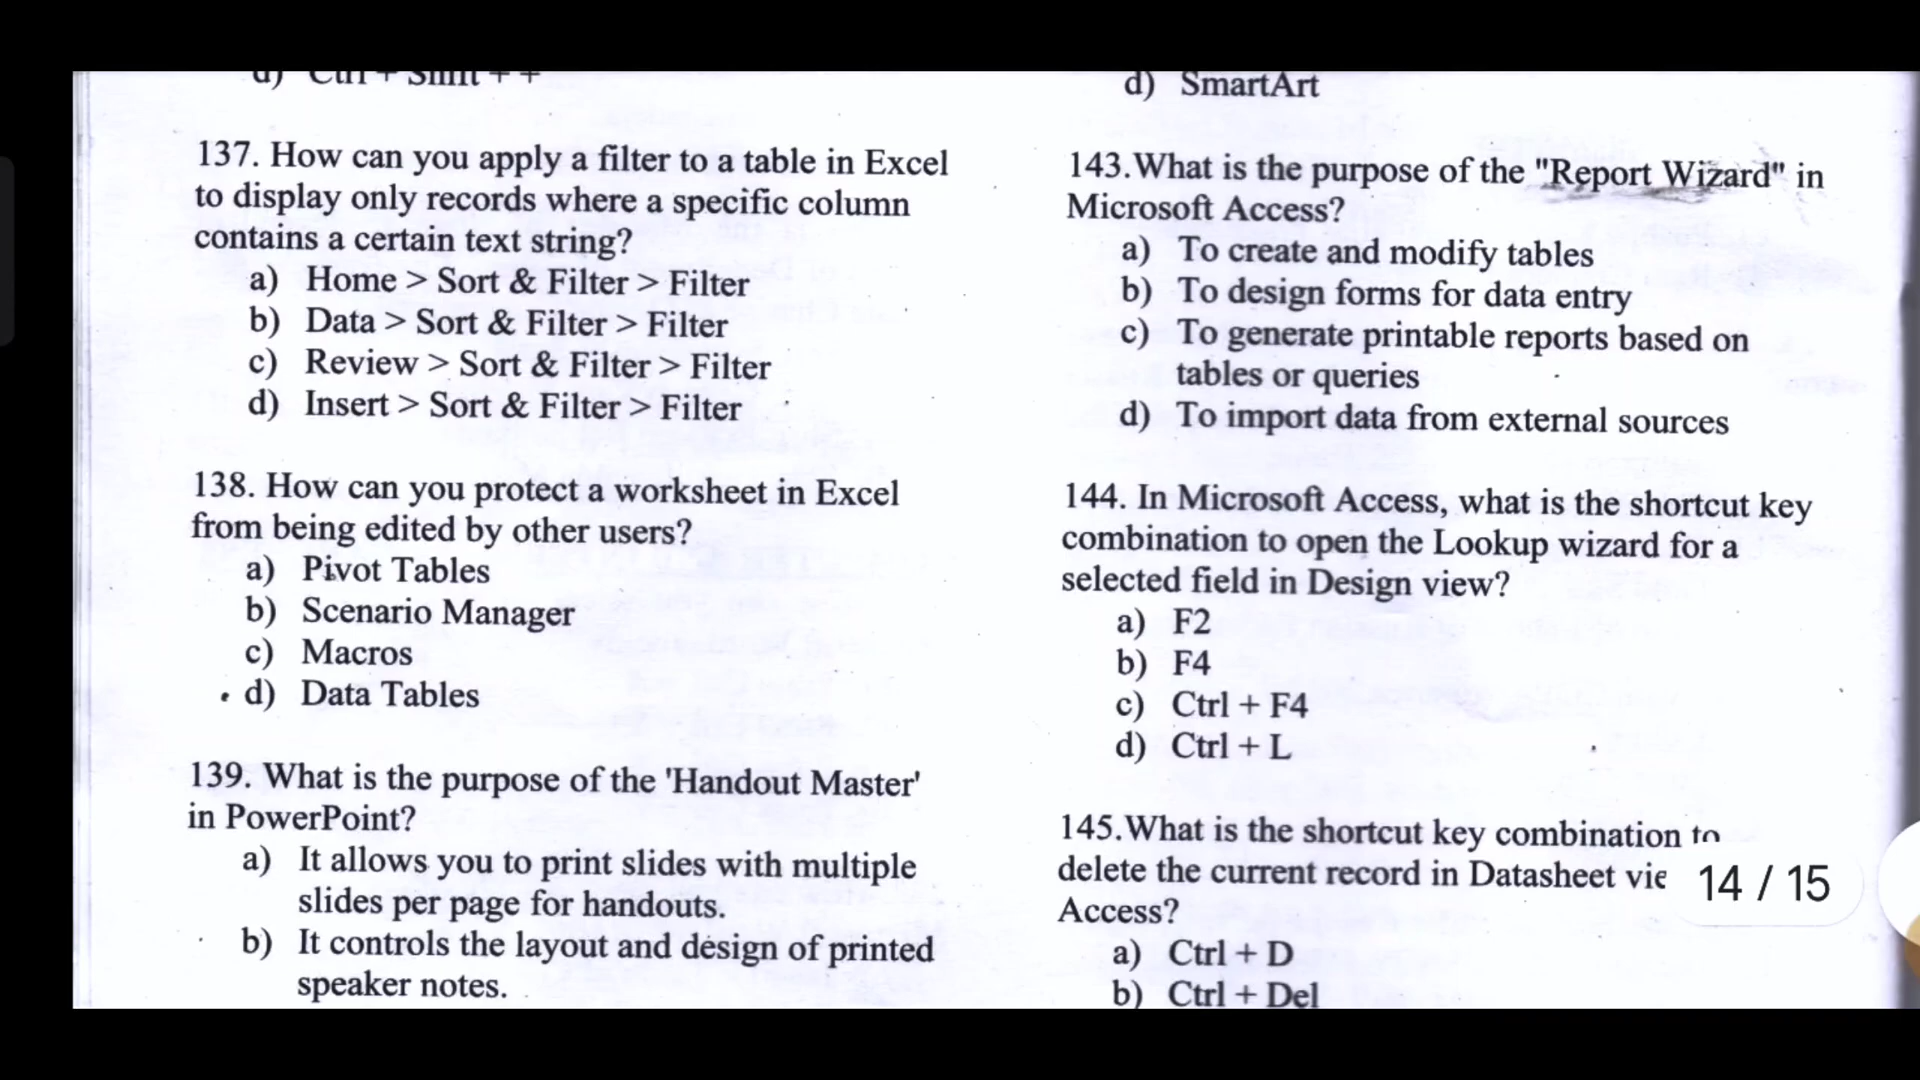 d) Ctrl + Shift + +
137. How can you apply a filter to a table in Excel
to display only records where a specific column
contains a certain text string?
a) Home > Sort & Filter > Filter
b) Data > Sort & Filter > Filter
c) Review > Sort & Filter > Filter
d) Insert > Sort & Filter > Filter
138. How can you protect a worksheet in Excel
from being edited by other users?
a) Pivot Tables
b) Scenario Manager
c) Macros
d) Data Tables
139. What is the purpose of the 'Handout Master'
in PowerPoint?
a) It allows you to print slides with multiple
slides per page for handouts.
b) It controls the layout and design of printed
speaker notes.
d) SmartArt
143.What is the purpose of the "Report Wizard" in
Microsoft Access?
a) To create and modify tables
b) To design forms for data entry
c) To generate printable reports based on
tables or queries
d) To import data from external sources
144. In Microsoft Access, what is the shortcut key
combination to open the Lookup wizard for a
selected field in Design view?
a) F2
b) F4
c) Ctrl + F4
d) Ctrl + L
145.What is the shortcut key combination to
delete the current record in Datasheet vie
Access?
a) Ctrl + D
b) Ctrl + Del
14 / 15